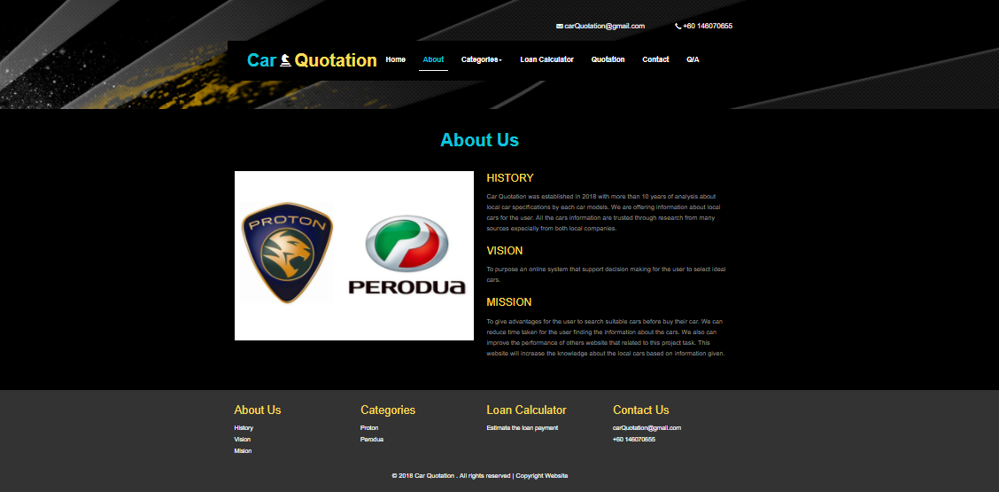 carQuotation@gmail.com +60 146070655
Car Quotation Home About Categories Loan Calculator Quotation Contact Q/A
About Us
PROTON
PERODUA
HISTORY
Car Quotation was established in 2018 with more than 10 years of analysis about
local car specifications by each car models. We are offering information about local
cars for the user. All the cars information are trusted through research from many
sources expecially from both local companies.
VISION
To purpose an online system that support decision making for the user to select ideal
cars.
MISSION
To give advantages for the user to search suitable cars before buy their car. We can
reduce time taken for the user finding the information about the cars. We also can
improve the performance of others website that related to this project task. This
website will increase the knowledge about the local cars based on information given.
About Us
History
Vision
Mision
Categories
Proton
Perodua
Loan Calculator
Estimate the loan payment
Contact Us
carQuotation@gmail.com
+60 146070655
© 2018 Car Quotation . All rights reserved | Copyright Website